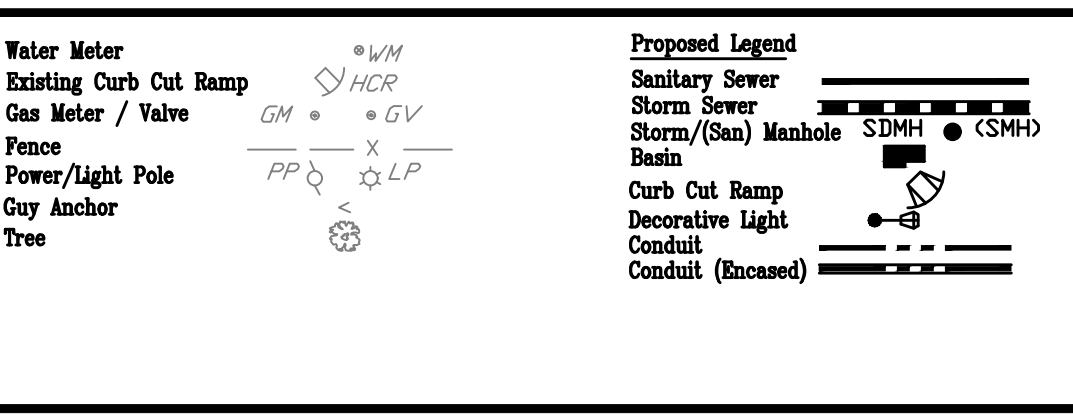 Water Meter WM
Existing Curb Cut Ramp HCR
Gas Meter / Valve GM GV
Fence X
Power/Light Pole PP LP
Guy Anchor <
Tree
Proposed Legend
Sanitary Sewer
Storm Sewer
Storm/(San) Manhole SDMH (SMH)
Basin
Curb Cut Ramp
Decorative Light
Conduit
Conduit (Encased)